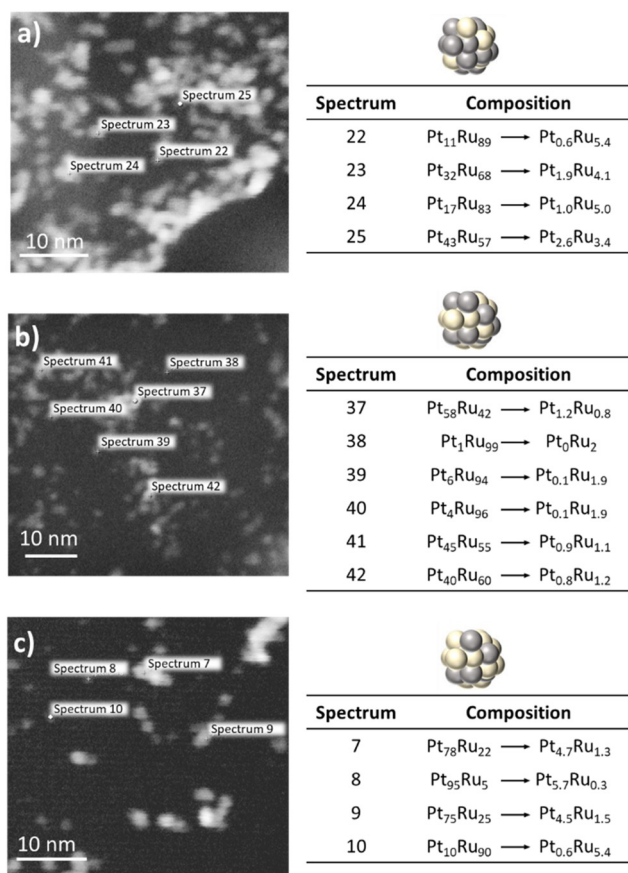 a)
Spectrum 25
Spectrum 23
Spectrum 22
Spectrum 24
10 nm
Spectrum Composition
22 Pt₁₁Ru₈₉ → Pt₀.₆Ru₅.₄
23 Pt₃₂Ru₆₈ → Pt₁.₉Ru₄.₁
24 Pt₁₇Ru₈₃ → Pt₁.₀Ru₅.₀
25 Pt₄₃Ru₅₇ → Pt₂.₆Ru₃.₄
b)
Spectrum 41 Spectrum 38
Spectrum 37
Spectrum 40
Spectrum 39
Spectrum 42
10 nm
Spectrum Composition
37 Pt₅₈Ru₄₂ → Pt₁.₂Ru₀.₈
38 Pt₁Ru₉₉ → Pt₀Ru₂
39 Pt₆Ru₉₄ → Pt₀.₁Ru₁.₉
40 Pt₄Ru₉₆ → Pt₀.₁Ru₁.₉
41 Pt₄₅Ru₅₅ → Pt₀.₉Ru₁.₁
42 Pt₄₀Ru₆₀ → Pt₀.₈Ru₁.₂
c)
Spectrum 8 Spectrum 7
Spectrum 10
Spectrum 9
10 nm
Spectrum Composition
7 Pt₇₈Ru₂₂ → Pt₄.₇Ru₁.₃
8 Pt₉₅Ru₅ → Pt₅.₇Ru₀.₃
9 Pt₇₅Ru₂₅ → Pt₄.₅Ru₁.₅
10 Pt₁₀Ru₉₀ → Pt₀.₆Ru₅.₄